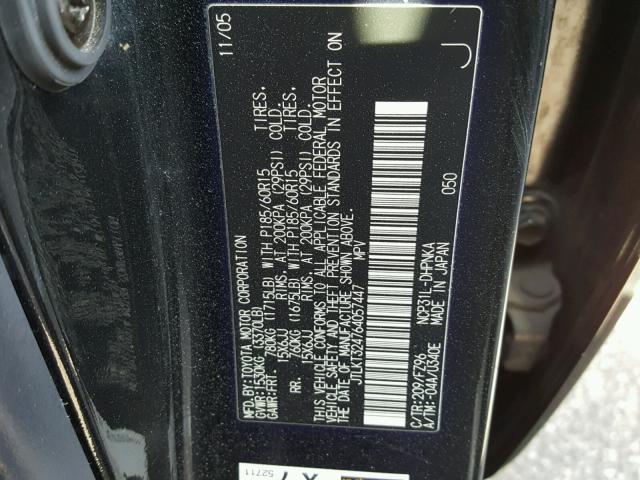 MFD.BY:TOYOTA MOTOR CORPORATION 11/05
GVWR:1530KG (3370LB)
GAWR:FRT. 780KG (1715LB) WITH P185/60R15 TIRES.
15X6JJ RIMS. AT 200KPA (29PSI) COLD.
RR. 760KG (1675LB) WITH P185/60R15 TIRES.
15X6JJ RIMS. AT 200KPA (29PSI) COLD.
THIS VEHICLE CONFORMS TO ALL APPLICABLE FEDERAL MOTOR
VEHICLE SAFETY AND THEFT PREVENTION STANDARDS IN EFFECT ON
THE DATE OF MANUFACTURE SHOWN ABOVE.
JTLKT324764057447 MPV
C/TR:209/FZ96 NCP31L-DHPNKA 050
A/TM:-04A/U340E MADE IN JAPAN
J
52711